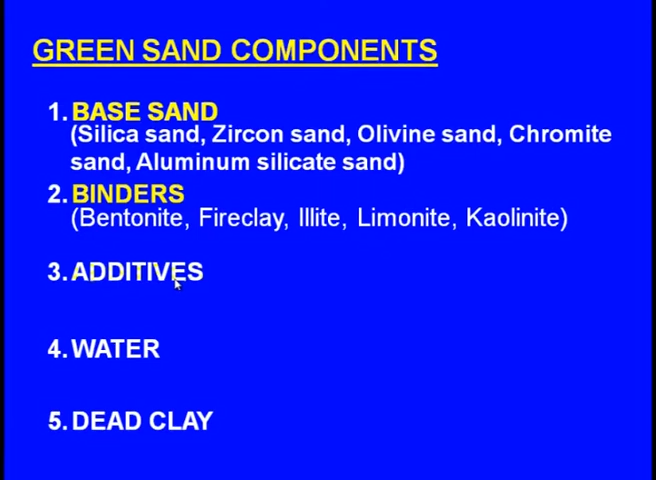 GREEN SAND COMPONENTS
1. BASE SAND
(Silica sand, Zircon sand, Olivine sand, Chromite
sand, Aluminum silicate sand)
2. BINDERS
(Bentonite, Fireclay, Illite, Limonite, Kaolinite)
3. ADDITIVES
4. WATER
5. DEAD CLAY